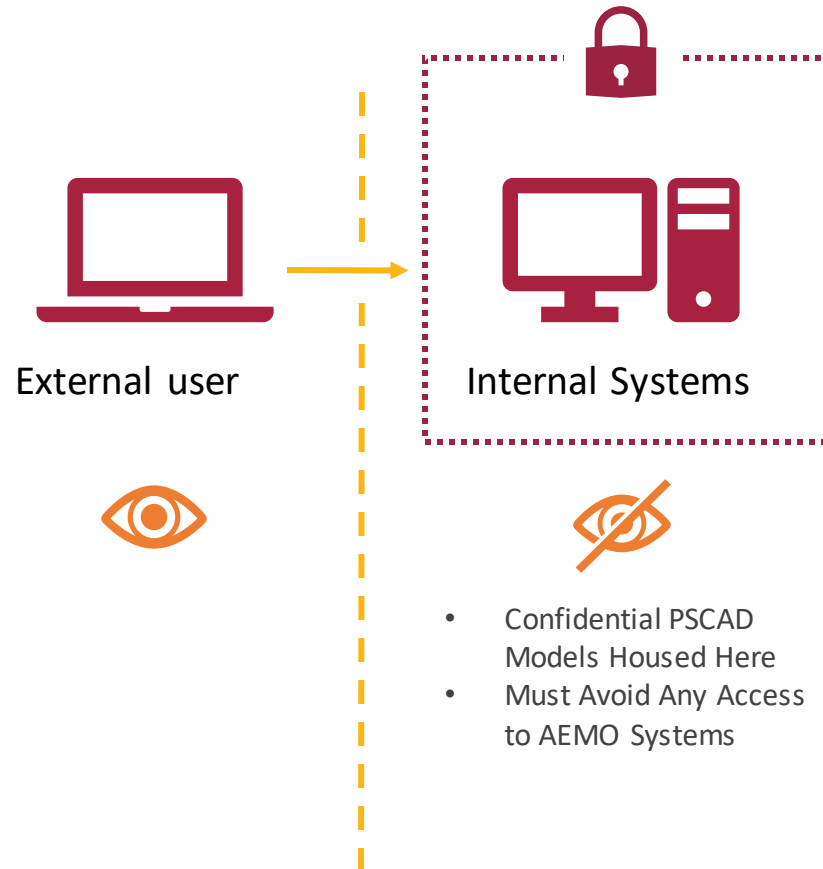 External user
Internal Systems
• Confidential PSCAD
Models Housed Here
• Must Avoid Any Access
to AEMO Systems